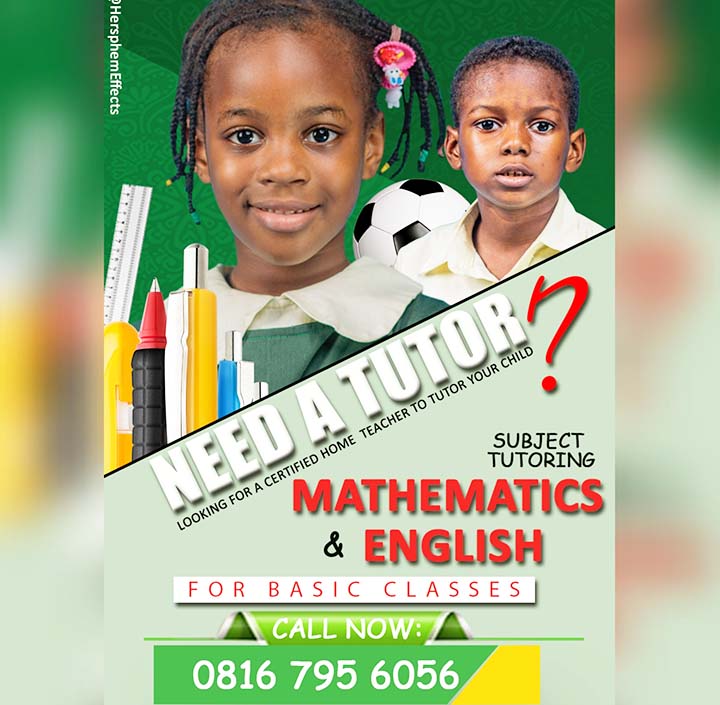 @HersphemEffects
NEED A TUTOR?
LOOKING FOR A CERTIFIED HOME TEACHER TO TUTOR YOUR CHILD
SUBJECT
TUTORING
MATHEMATICS
& ENGLISH
FOR BASIC CLASSES
CALL NOW:
0816 795 6056